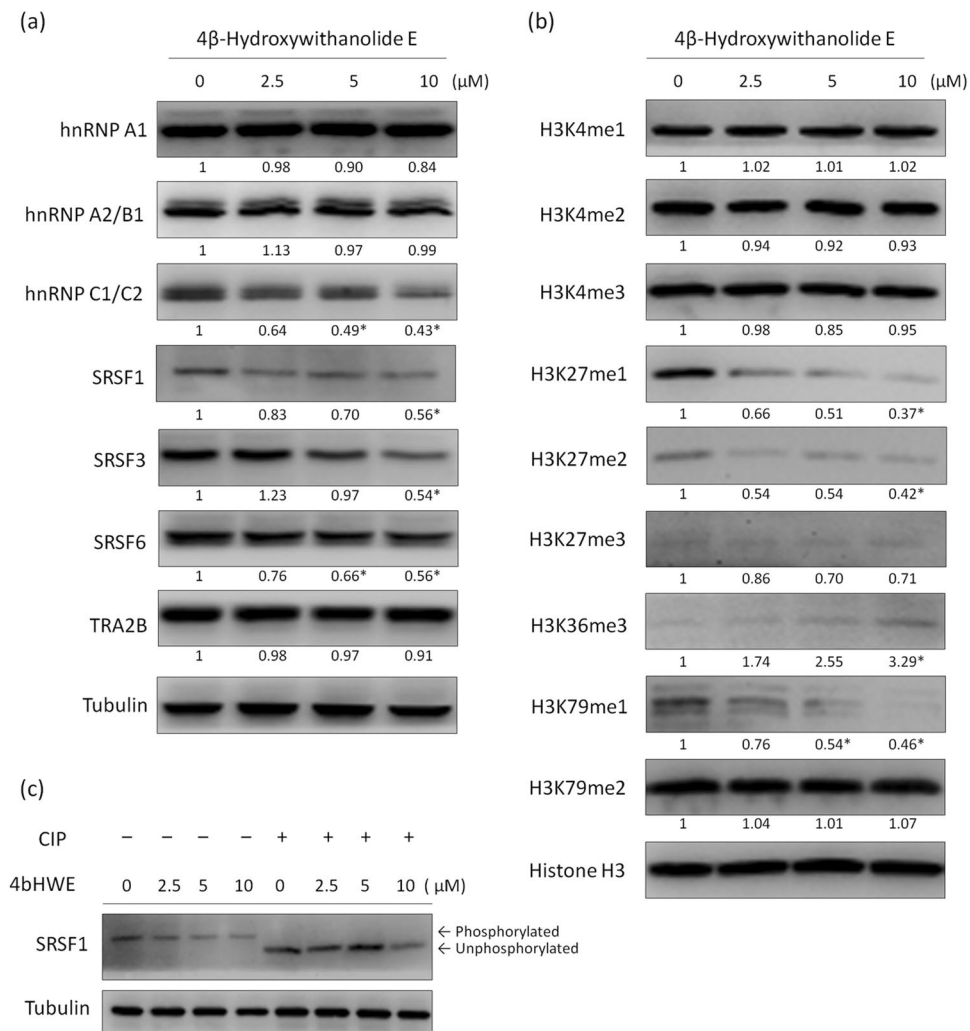 (a)
4β-Hydroxywithanolide E
0 2.5 5 10 (μM)
hnRNP A1
1 0.98 0.90 0.84
hnRNP A2/B1
1 1.13 0.97 0.99
hnRNP C1/C2
1 0.64 0.49* 0.43*
SRSF1
1 0.83 0.70 0.56*
SRSF3
1 1.23 0.97 0.54*
SRSF6
1 0.76 0.66* 0.56*
TRA2B
1 0.98 0.97 0.91
Tubulin
(b)
4β-Hydroxywithanolide E
0 2.5 5 10 (μM)
H3K4me1
1 1.02 1.01 1.02
H3K4me2
1 0.94 0.92 0.93
H3K4me3
1 0.98 0.85 0.95
H3K27me1
1 0.66 0.51 0.37*
H3K27me2
1 0.54 0.54 0.42*
H3K27me3
1 0.86 0.70 0.71
H3K36me3
1 1.74 2.55 3.29*
H3K79me1
1 0.76 0.54* 0.46*
H3K79me2
1 1.04 1.01 1.07
Histone H3
(c)
CIP – – – – + + + +
4bHWE 0 2.5 5 10 0 2.5 5 10 ( μM)
SRSF1
← Phosphorylated
← Unphosphorylated
Tubulin